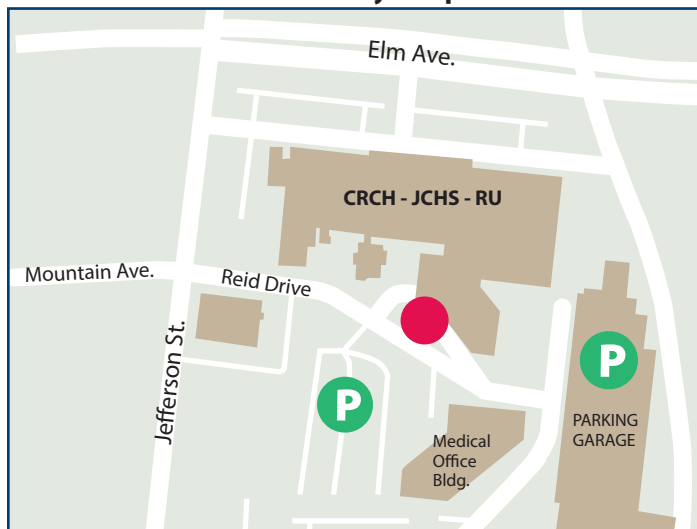 Elm Ave.
CRCH - JCHS - RU
Mountain Ave.
Reid Drive
Jefferson St.
P
P
PARKING
GARAGE
Medical
Office
Bldg.